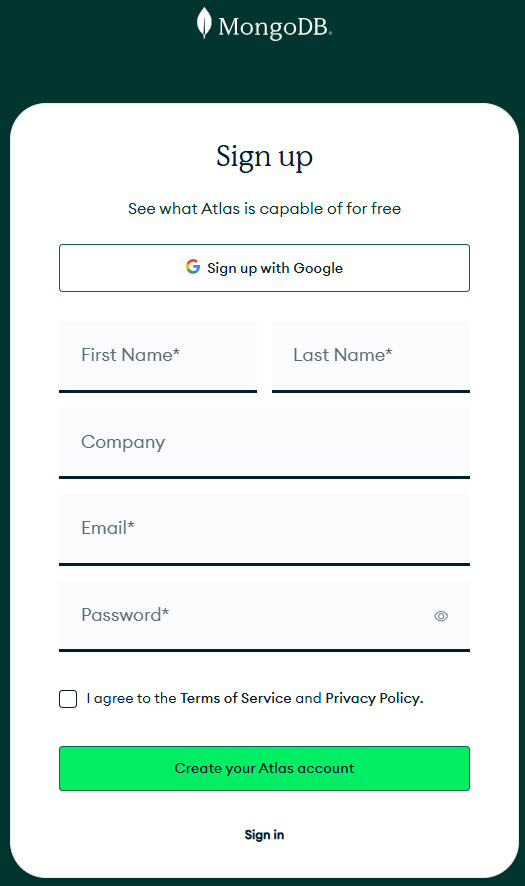 MongoDB.
Sign up
See what Atlas is capable of for free
Sign up with Google
First Name* Last Name*
Company
Email*
Password*
I agree to the Terms of Service and Privacy Policy.
Create your Atlas account
Sign in